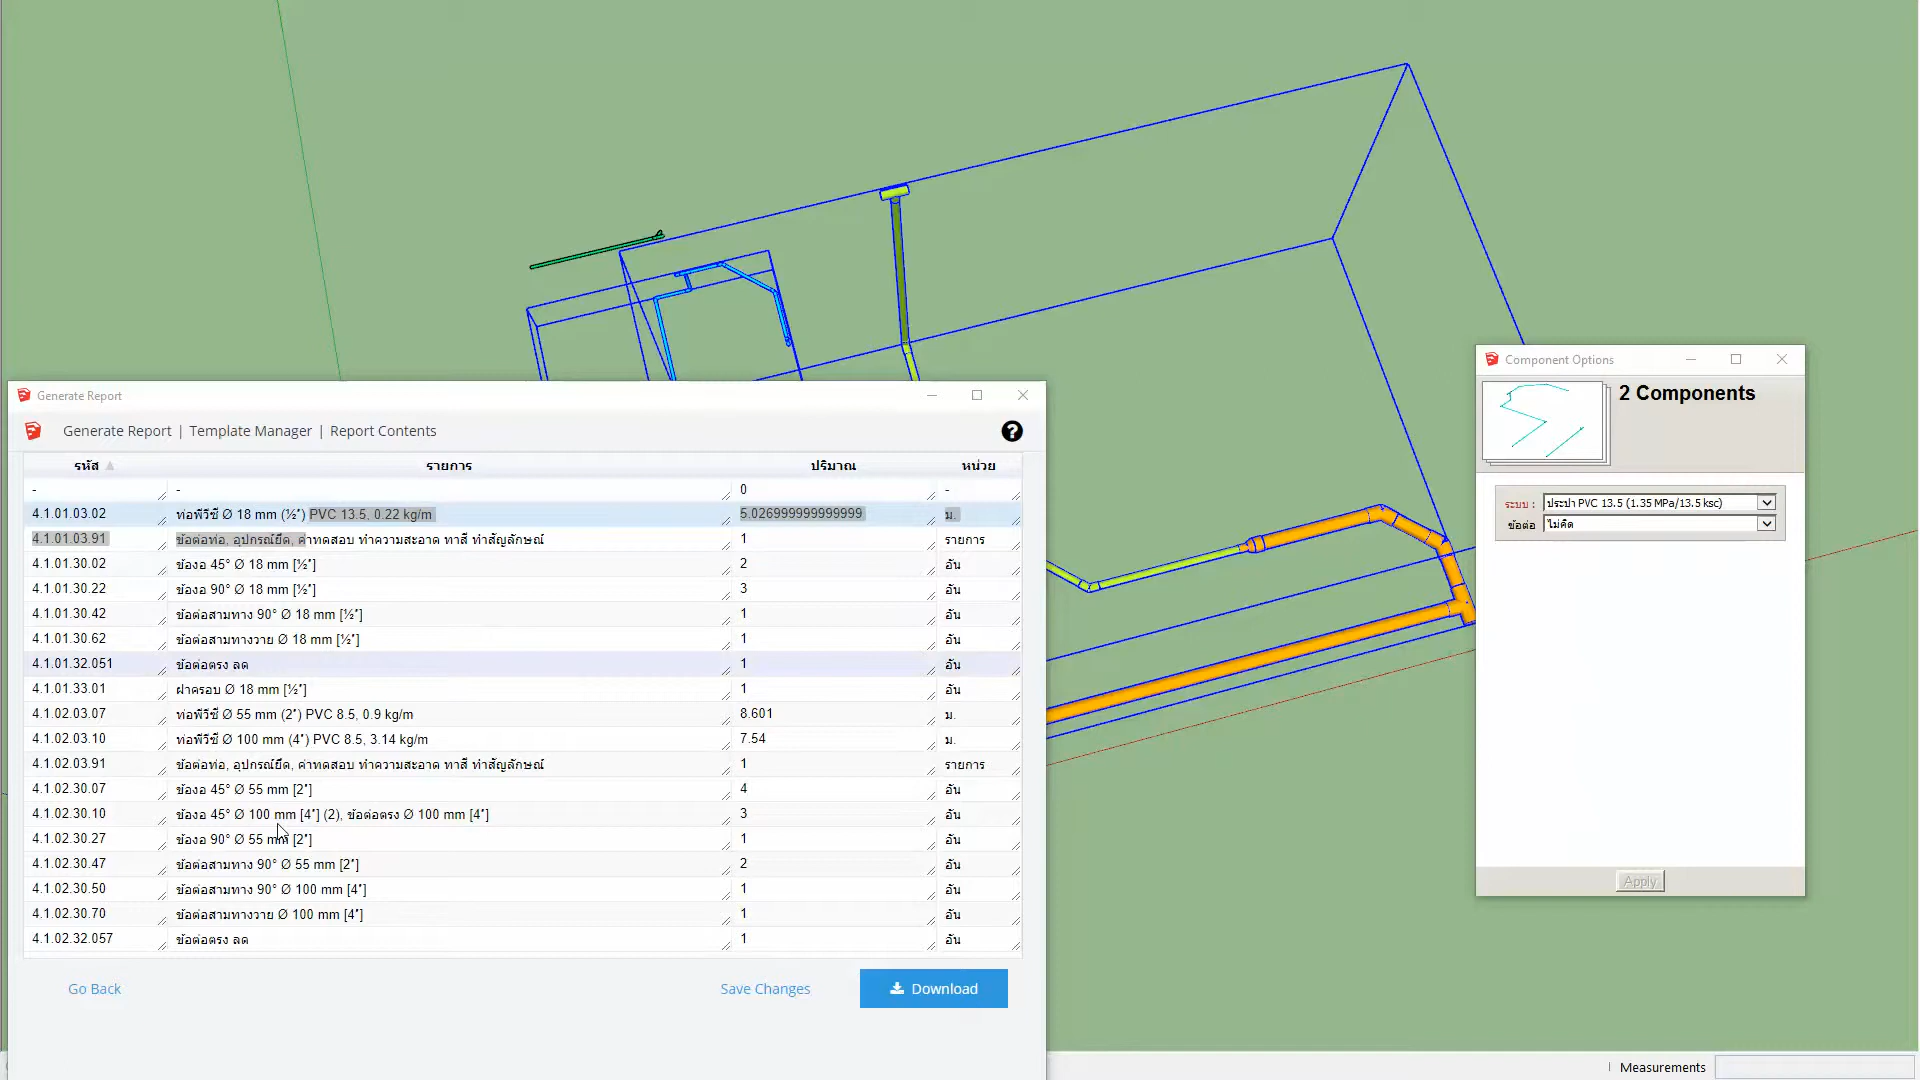 Generate Report
Generate Report | Template Manager | Report Contents
รหัส รายการ ปริมาณ หน่วย
- - 0 -
4.1.01.03.02 ท่อพีวีซี Ø 18 mm (½") PVC 13.5, 0.22 kg/m 5.026999999999999 ม.
4.1.01.03.91 ข้อต่อท่อ, อุปกรณ์ยึด, ค่าทดสอบ ทำความสะอาด ทาสี ทำสัญลักษณ์ 1 รายการ
4.1.01.30.02 ข้องอ 45° Ø 18 mm [½"] 2 อัน
4.1.01.30.22 ข้องอ 90° Ø 18 mm [½"] 3 อัน
4.1.01.30.42 ข้อต่อสามทาง 90° Ø 18 mm [½"] 1 อัน
4.1.01.30.62 ข้อต่อสามทางวาย Ø 18 mm [½"] 1 อัน
4.1.01.32.051 ข้อต่อตรง ลด 1 อัน
4.1.01.33.01 ฝาครอบ Ø 18 mm [½"] 1 อัน
4.1.02.03.07 ท่อพีวีซี Ø 55 mm (2") PVC 8.5, 0.9 kg/m 8.601 ม.
4.1.02.03.10 ท่อพีวีซี Ø 100 mm (4") PVC 8.5, 3.14 kg/m 7.54 ม.
4.1.02.03.91 ข้อต่อท่อ, อุปกรณ์ยึด, ค่าทดสอบ ทำความสะอาด ทาสี ทำสัญลักษณ์ 1 รายการ
4.1.02.30.07 ข้องอ 45° Ø 55 mm [2"] 4 อัน
4.1.02.30.10 ข้องอ 45° Ø 100 mm [4"] (2), ข้อต่อตรง Ø 100 mm [4"] 3 อัน
4.1.02.30.27 ข้องอ 90° Ø 55 mm [2"] 1 อัน
4.1.02.30.47 ข้อต่อสามทาง 90° Ø 55 mm [2"] 2 อัน
4.1.02.30.50 ข้อต่อสามทาง 90° Ø 100 mm [4"] 1 อัน
4.1.02.30.70 ข้อต่อสามทางวาย Ø 100 mm [4"] 1 อัน
4.1.02.32.057 ข้อต่อตรง ลด 1 อัน
Go Back Save Changes Download
Component Options
2 Components
ระบบ : ประปา PVC 13.5 (1.35 MPa/13.5 ksc)
ข้อต่อ ไม่คิด
Apply
Measurements